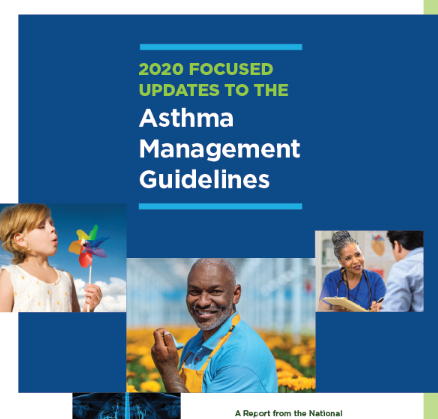 2020 FOCUSED
UPDATES TO THE
Asthma
Management
Guidelines
A Report from the National